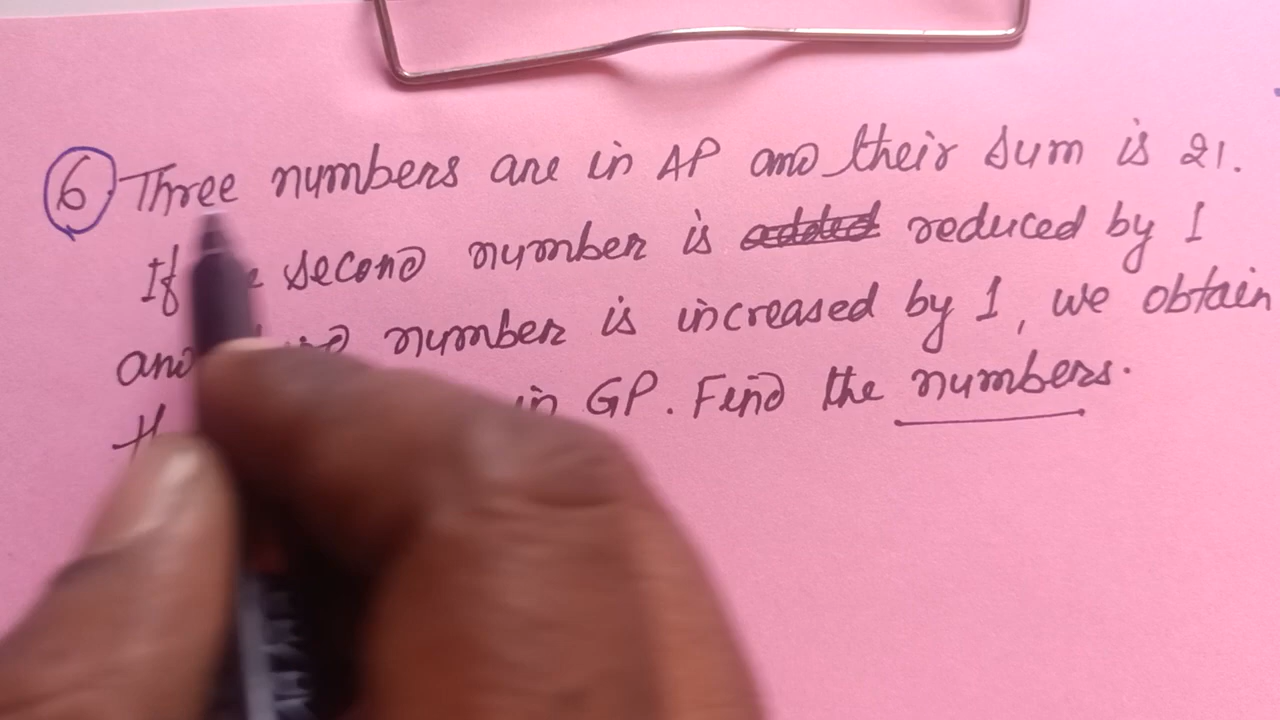 6 Three numbers are in AP and their sum is 21.
If second number is added reduced by 1
and number is increased by 1, we obtain
in GP. Find the numbers.